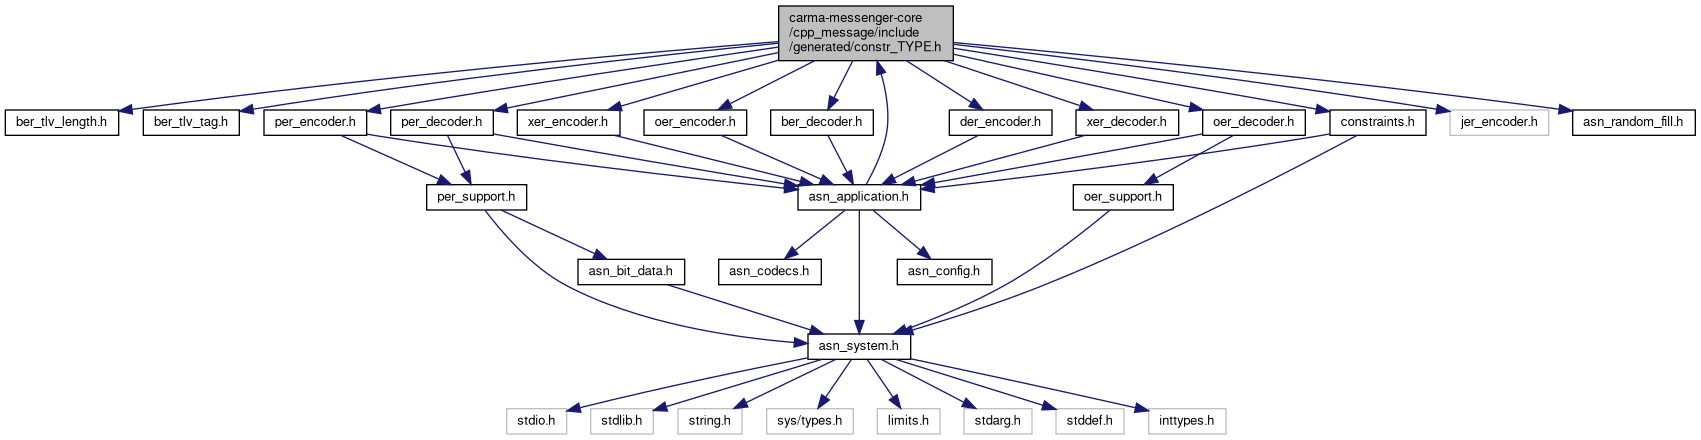 carma-messenger-core
/cpp_message/include
/generated/constr_TYPE.h
ber_tlv_length.h
ber_tlv_tag.h
per_encoder.h
per_decoder.h
xer_encoder.h
oer_encoder.h
ber_decoder.h
der_encoder.h
xer_decoder.h
oer_decoder.h
constraints.h
jer_encoder.h
asn_random_fill.h
per_support.h
asn_application.h
oer_support.h
asn_bit_data.h
asn_codecs.h
asn_config.h
asn_system.h
stdio.h
stdlib.h
string.h
sys/types.h
limits.h
stdarg.h
stddef.h
inttypes.h